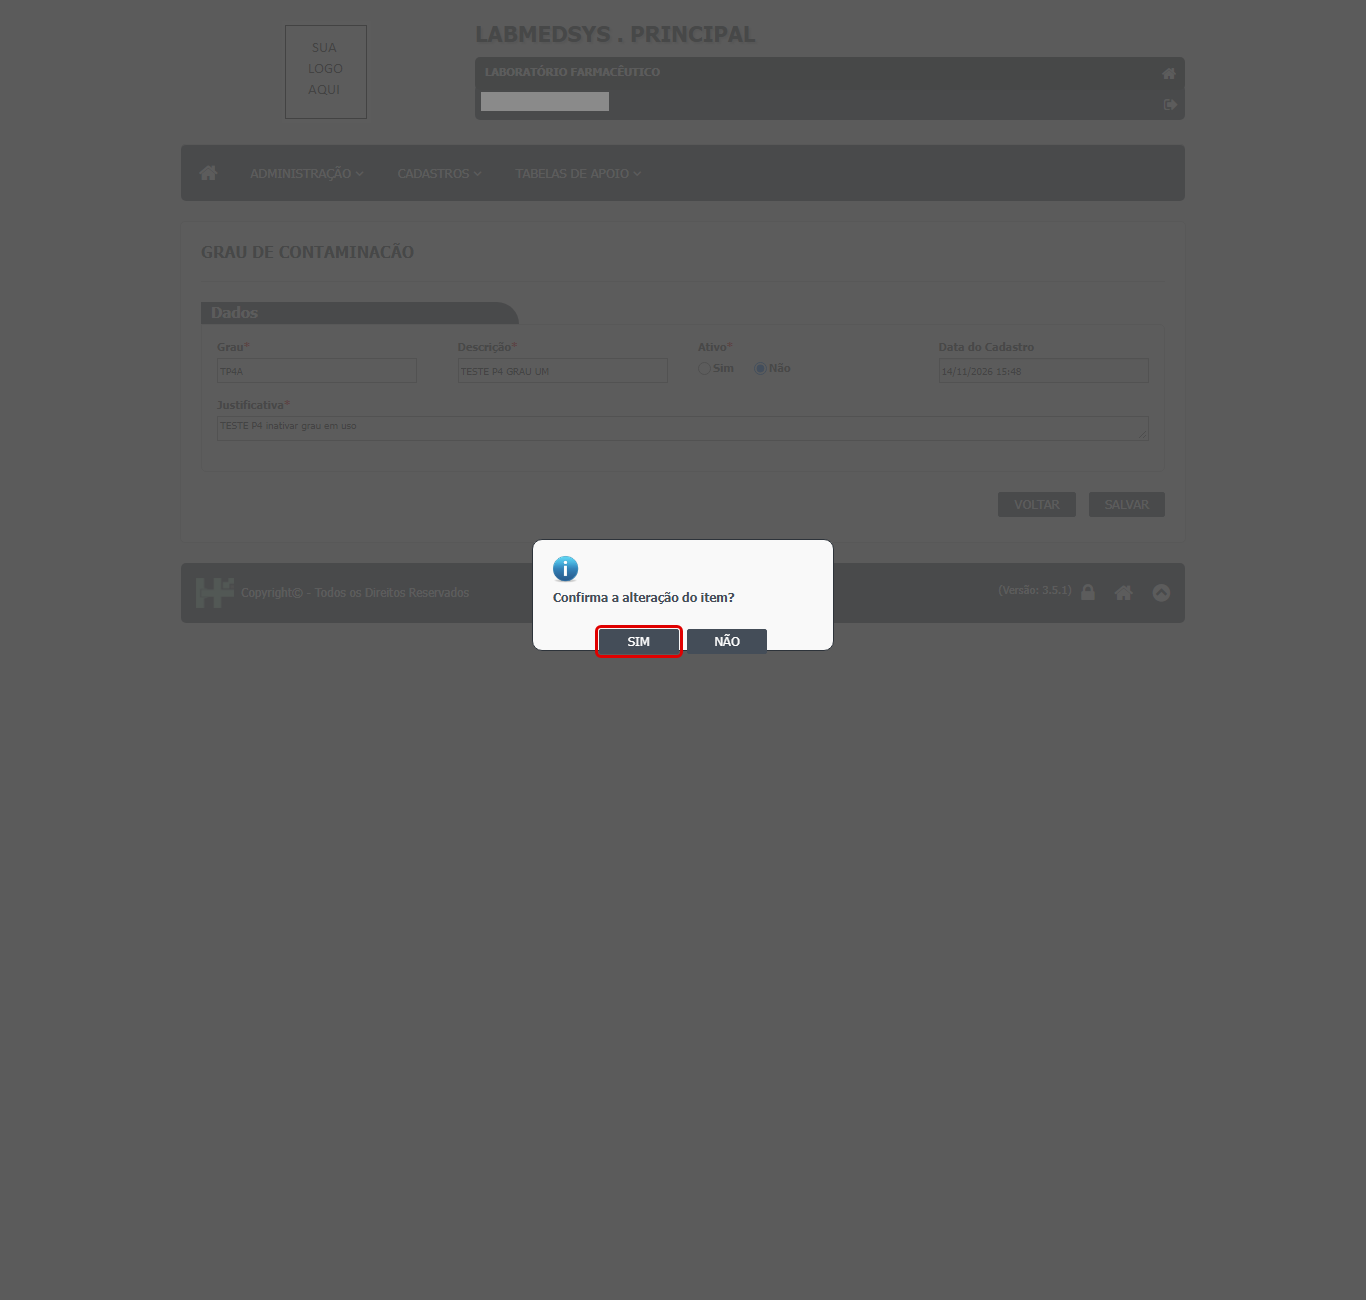 SUA
LOGO
AQUI
LABMEDSYS . PRINCIPAL
LABORATÓRIO FARMACÊUTICO
ADMINISTRAÇÃO
CADASTROS
TABELAS DE APOIO
GRAU DE CONTAMINACÃO
Dados
Grau*
Descrição*
Ativo*
Data do Cadastro
TP4A
TESTE P4 GRAU UM
Sim
Não
14/11/2026 15:48
Justificativa*
TESTE P4 inativar grau em uso
VOLTAR
SALVAR
Confirma a alteração do item?
SIM
NÃO
Copyright© - Todos os Direitos Reservados
(Versão: 3.5.1)